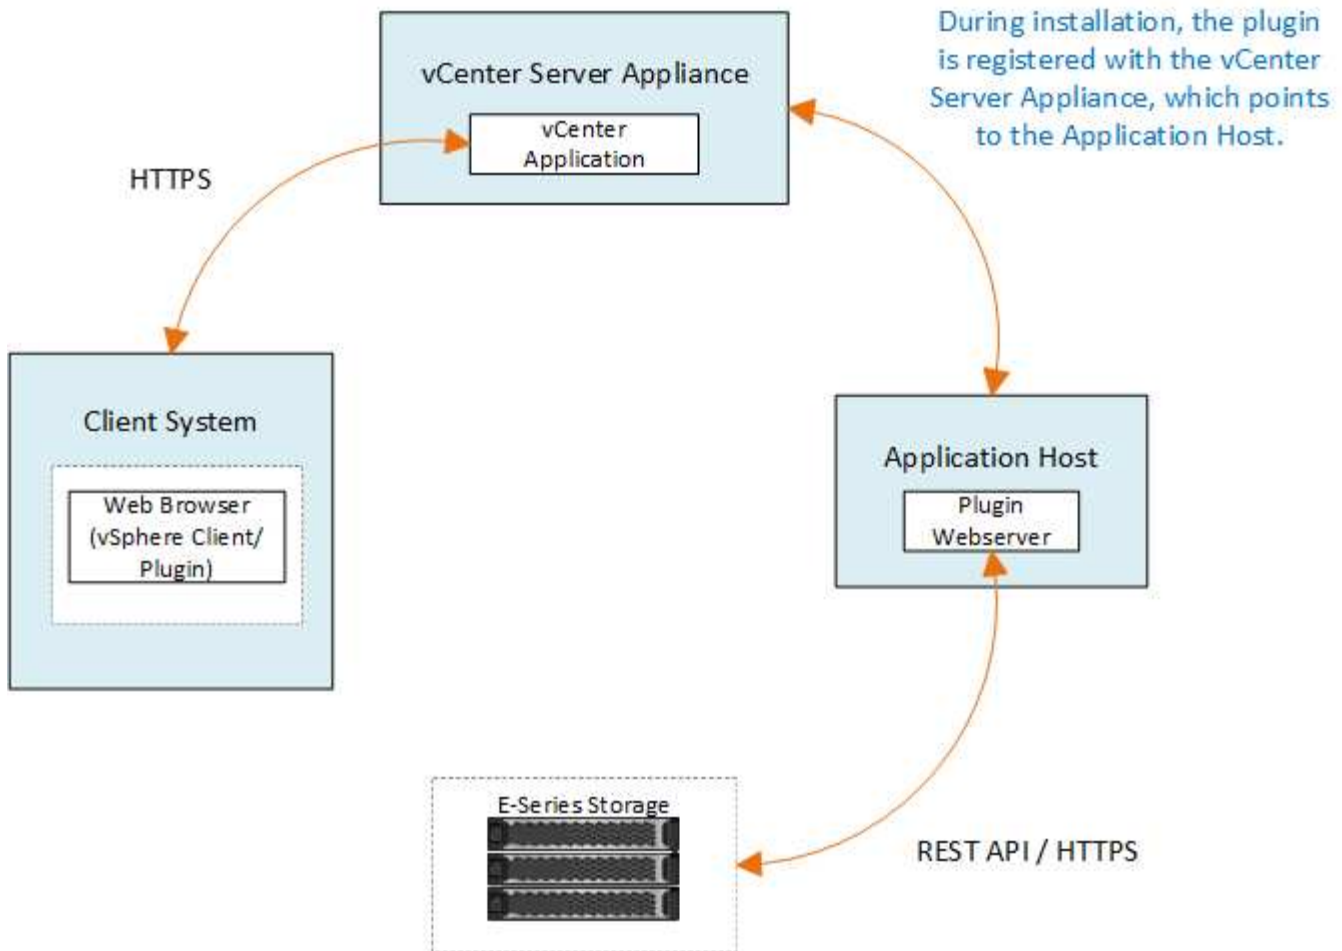 During installation, the plugin
is registered with the vCenter
Server Appliance, which points
to the Application Host.
vCenter Server Appliance
vCenter
Application
HTTPS
Client System
Web Browser
(vSphere Client/
Plugin)
Application Host
Plugin
Webserver
E-Series Storage
REST API / HTTPS